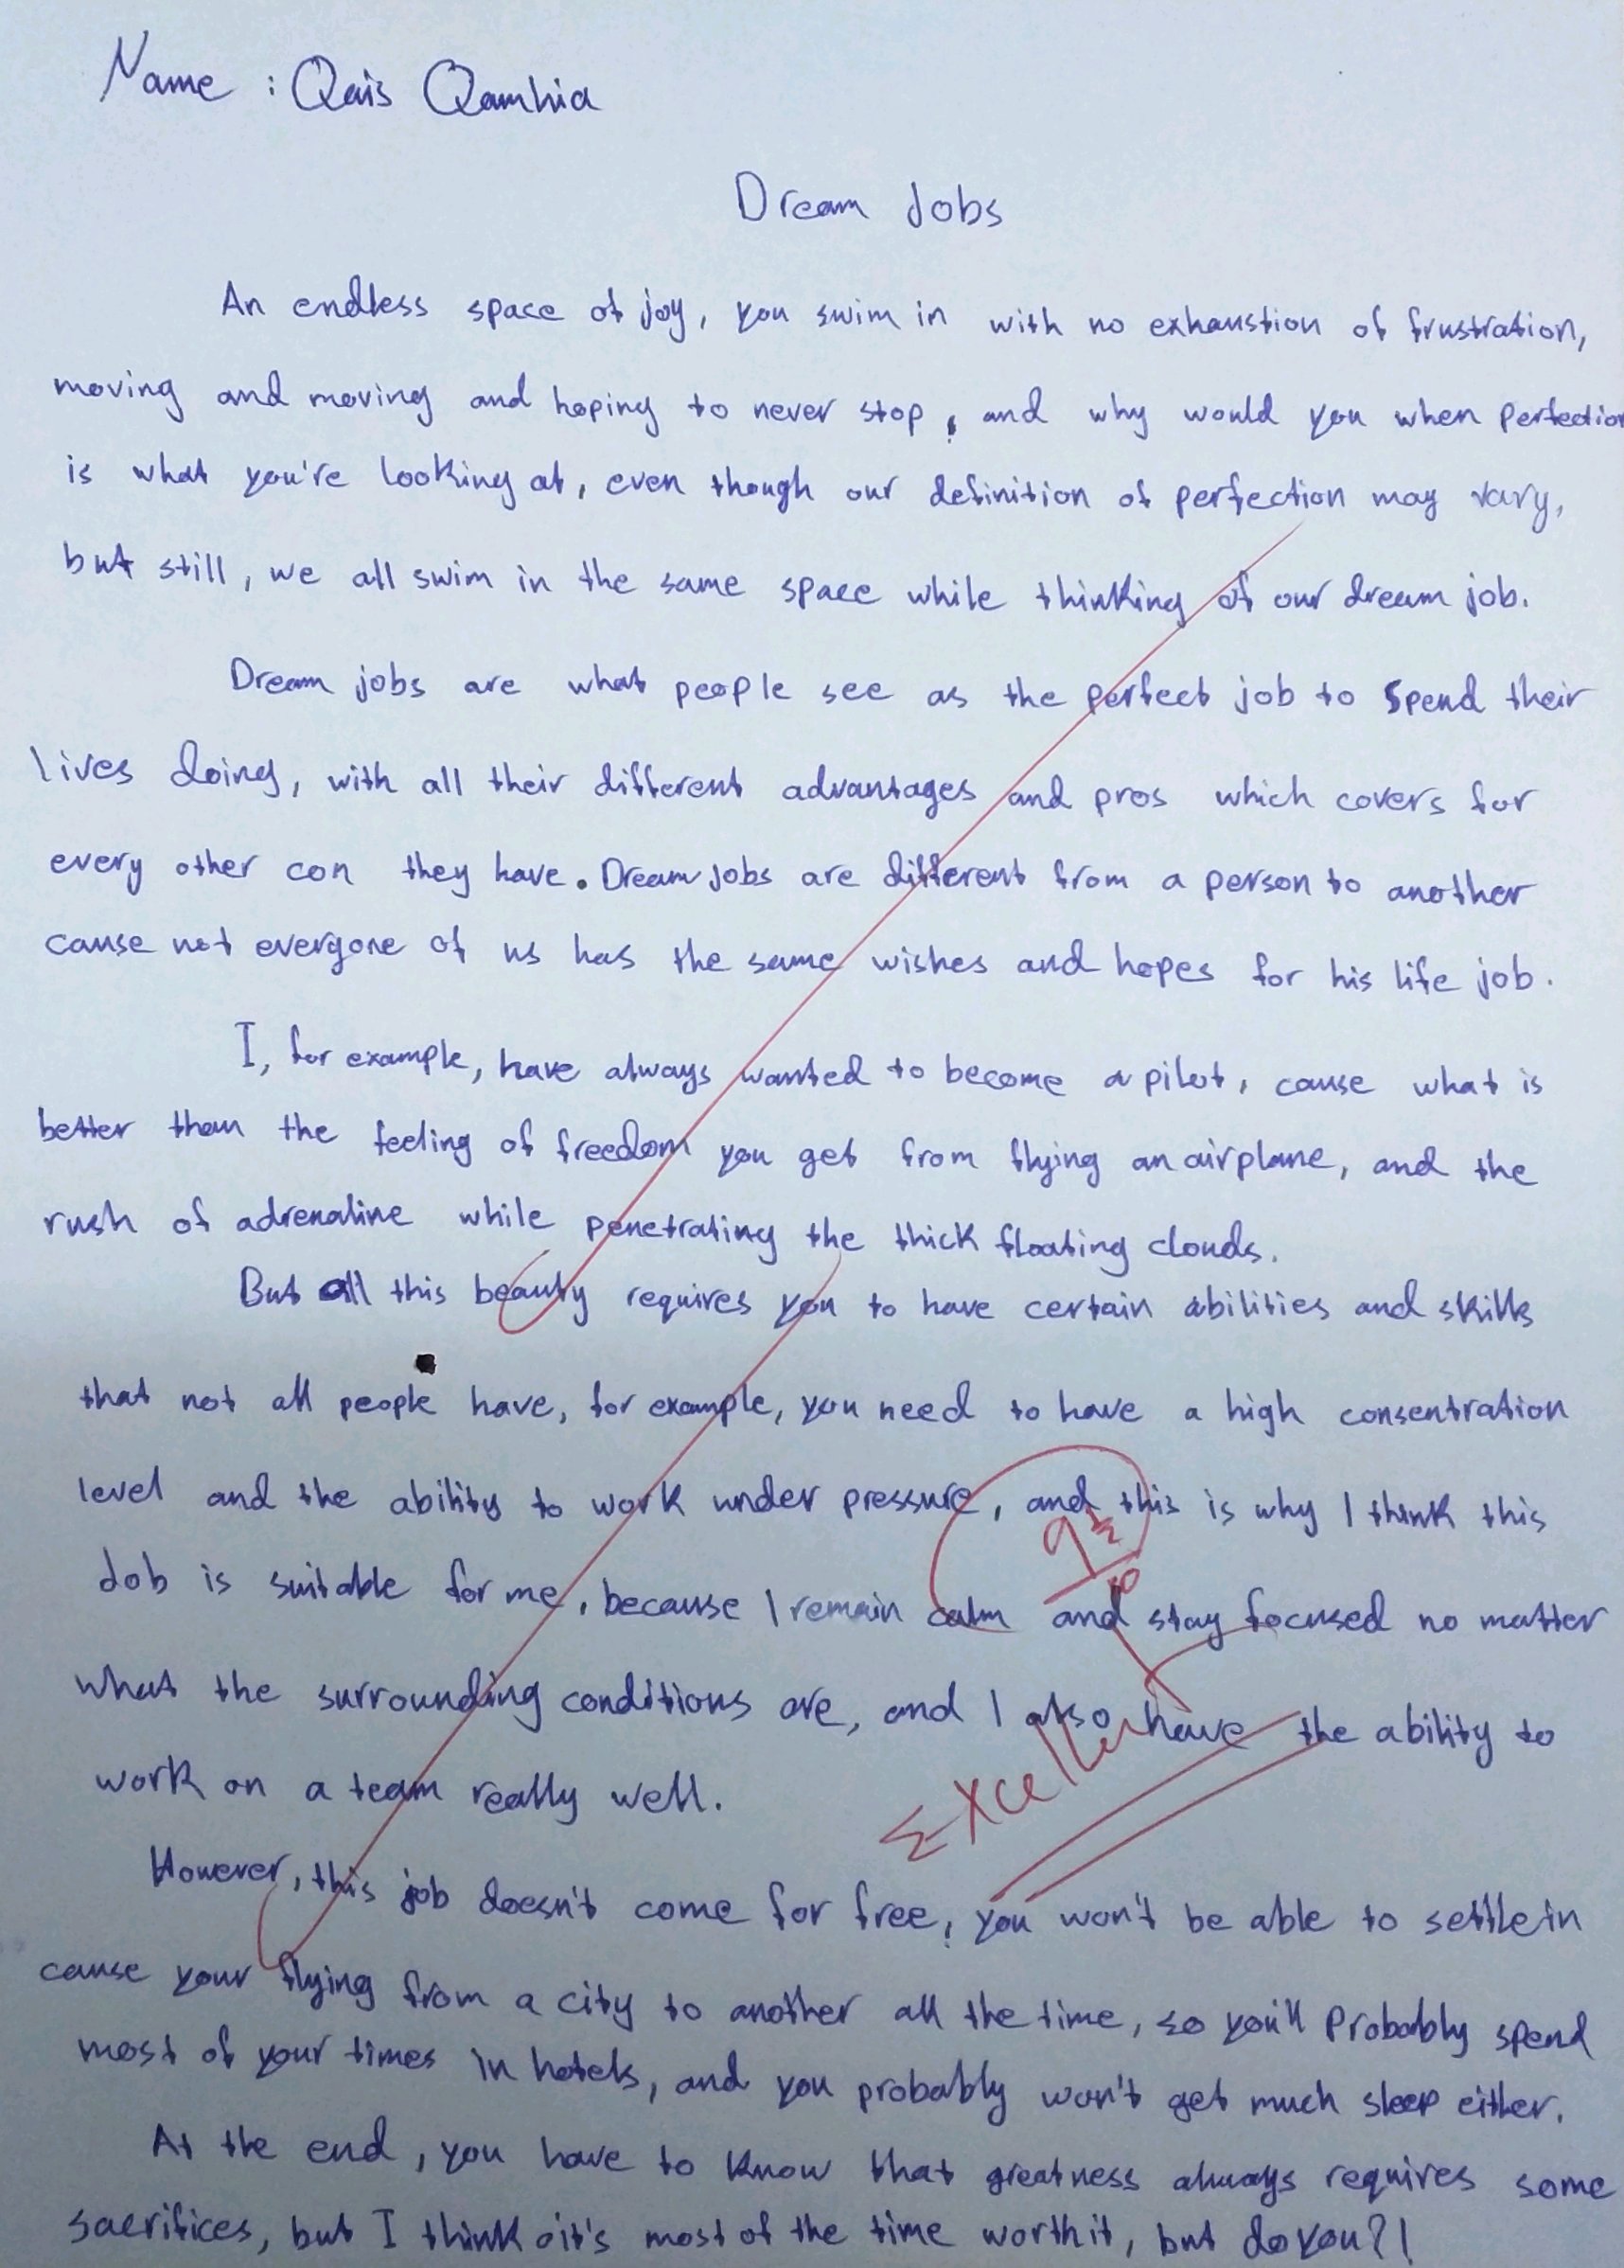 Name : Qais Qamhia
Dream Jobs
An endless space of joy, you swim in with no exhaustion of frustration,
moving and moving and hoping to never stop, and why would you when perfection
is what you're looking at, even though our definition of perfection may vary,
but still, we all swim in the same space while thinking of our dream job.
Dream jobs are what people see as the perfect job to spend their
lives doing, with all their different advantages and pros which covers for
every other con they have. Dream jobs are different from a person to another
cause not everyone of us has the same wishes and hopes for his life job.
I, for example, have always wanted to become a pilot, cause what is
better than the feeling of freedom you get from flying an airplane, and the
rush of adrenaline while penetrating the thick floating clouds.
But all this beauty requires you to have certain abilities and skills
that not all people have, for example, you need to have a high consentration
level and the ability to work under pressure, and this is why I think this
Job is suitable for me, because I remain calm and stay focused no matter
what the surrounding conditions are, and I also have the ability to
work on a team really well.
9½/10
Excellent
However, this job doesn't come for free, you won't be able to settle in
cause your flying from a city to another all the time, so you'll probably spend
most of your times in hotels, and you probably won't get much sleep either.
At the end, you have to know that greatness always requires some
sacrifices, but I think it's most of the time worth it, but do you?!